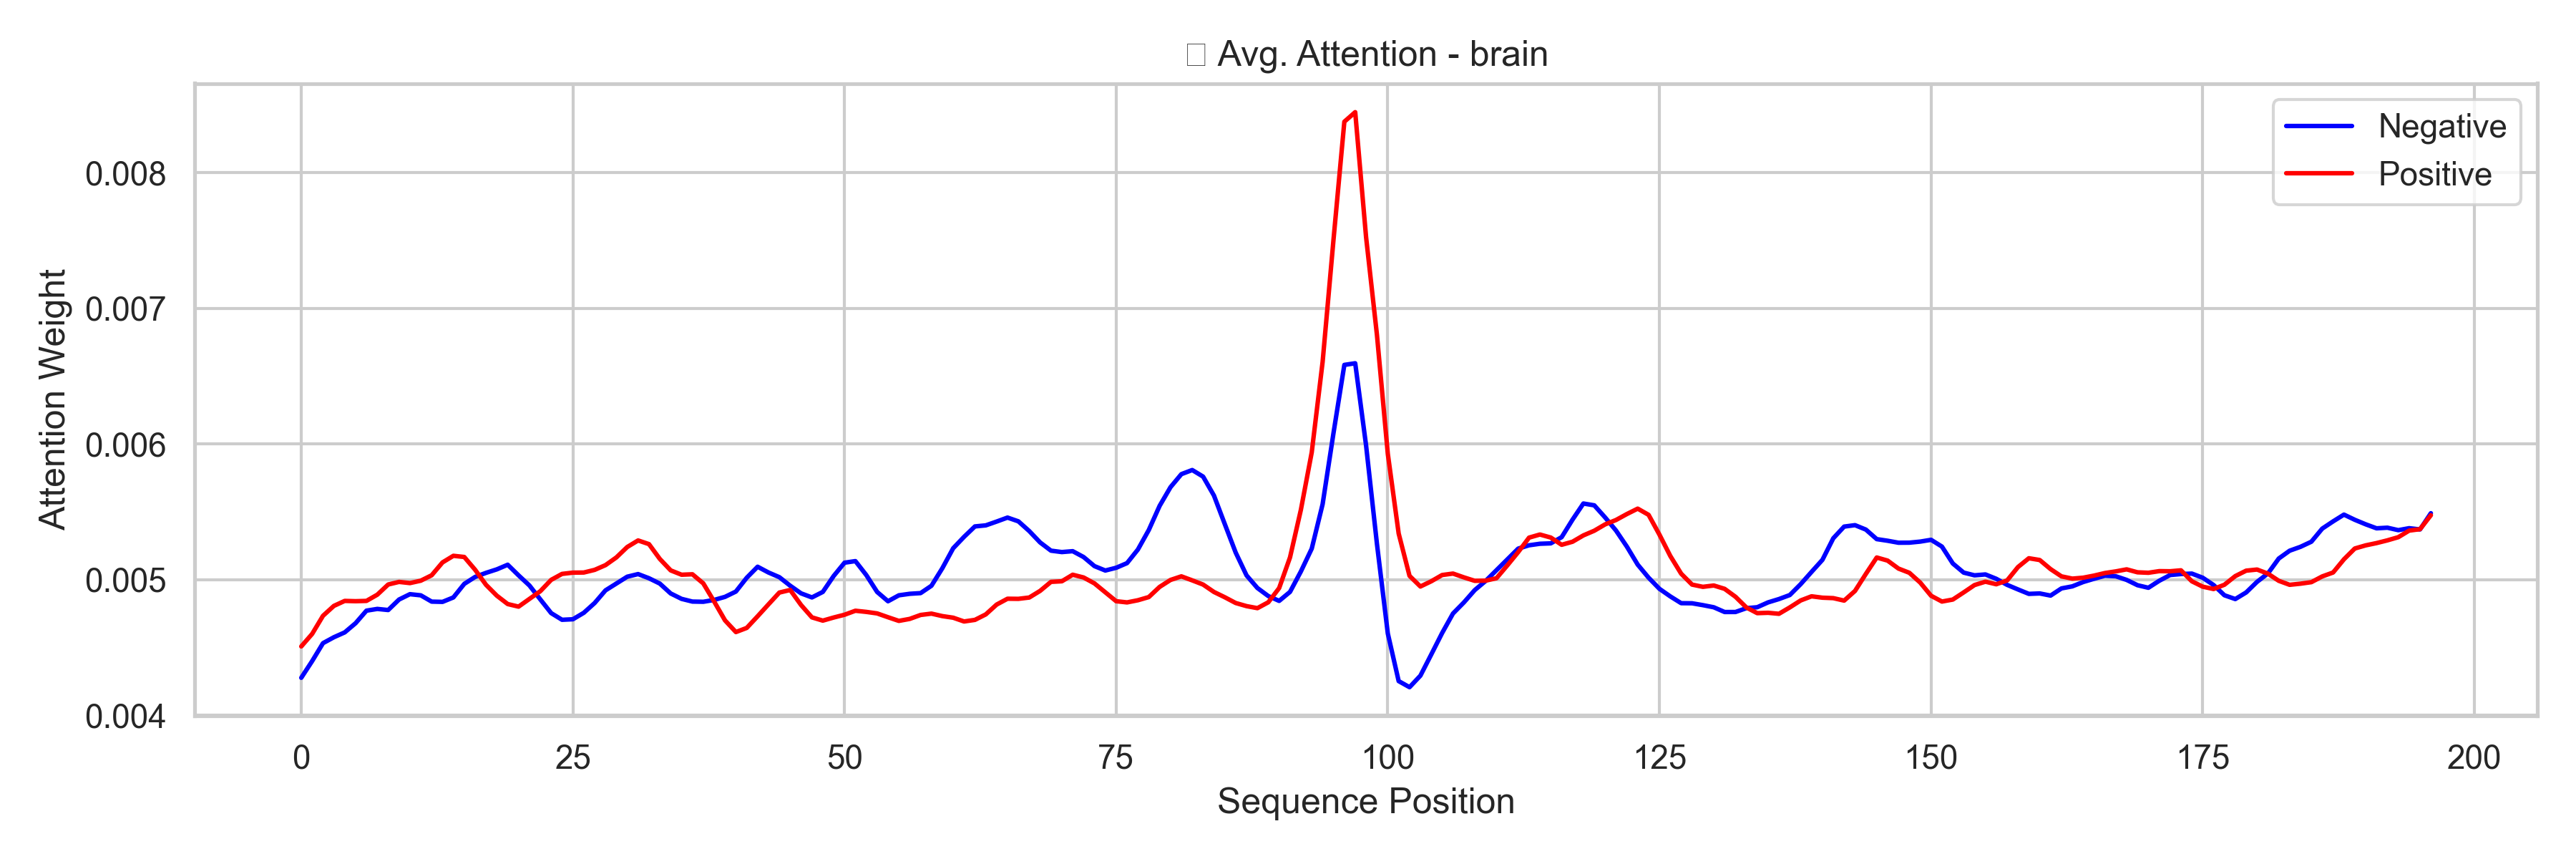 Avg. Attention - brain
Negative
Positive
Attention Weight
0.008
0.007
0.006
0.005
0.004
0 25 50 75 100 125 150 175 200
Sequence Position